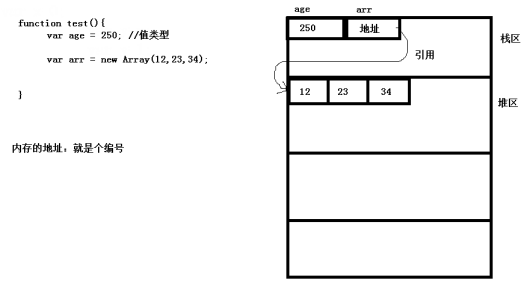 function test(){
var age = 250; //值类型
var arr = new Array(12,23,34);
}
内存的地址：就是个编号
age arr
250 地址
栈区
引用
12 23 34
堆区